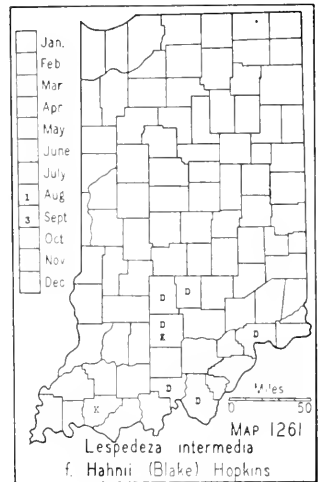 Jan.
Feb
Mar
Apr
May
June
July
1 Aug
3 Sept
Oct
Nov
Dec
D D
D
K
D
D
D
K
Miles
0 50
MAP 1261
Lespedeza intermedia
f. Hahnii (Blake) Hopkins